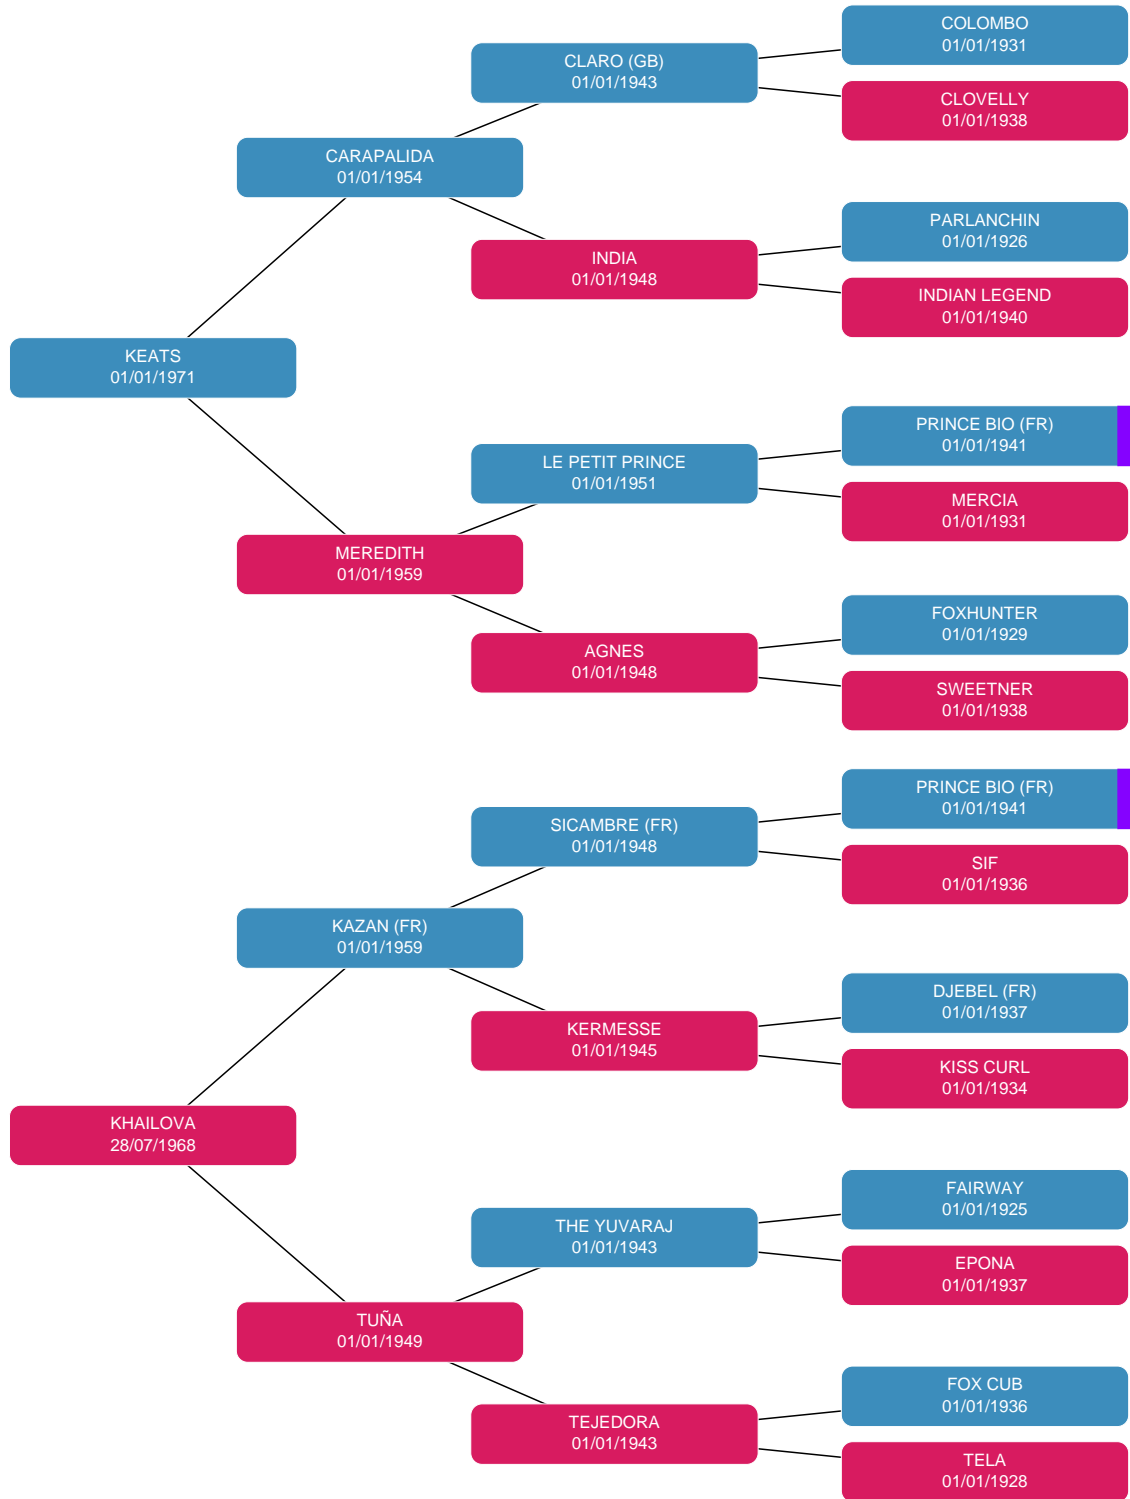 COLOMBO
01/01/1931
CLARO (GB)
01/01/1943
CLOVELLY
01/01/1938
CARAPALIDA
01/01/1954
PARLANCHIN
01/01/1926
INDIA
01/01/1948
INDIAN LEGEND
01/01/1940
KEATS
01/01/1971
PRINCE BIO (FR)
01/01/1941
LE PETIT PRINCE
01/01/1951
MERCIA
01/01/1931
MEREDITH
01/01/1959
FOXHUNTER
01/01/1929
AGNES
01/01/1948
SWEETNER
01/01/1938
PRINCE BIO (FR)
01/01/1941
SICAMBRE (FR)
01/01/1948
SIF
01/01/1936
KAZAN (FR)
01/01/1959
DJEBEL (FR)
01/01/1937
KERMESSE
01/01/1945
KISS CURL
01/01/1934
KHAILOVA
28/07/1968
FAIRWAY
01/01/1925
THE YUVARAJ
01/01/1943
EPONA
01/01/1937
TUÑA
01/01/1949
FOX CUB
01/01/1936
TEJEDORA
01/01/1943
TELA
01/01/1928